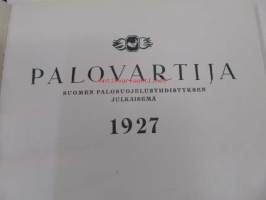 PALOVARTIJA
SUOMEN PALOSUOJELUSYHDISTYKSEN
JULKAISEMA
1927